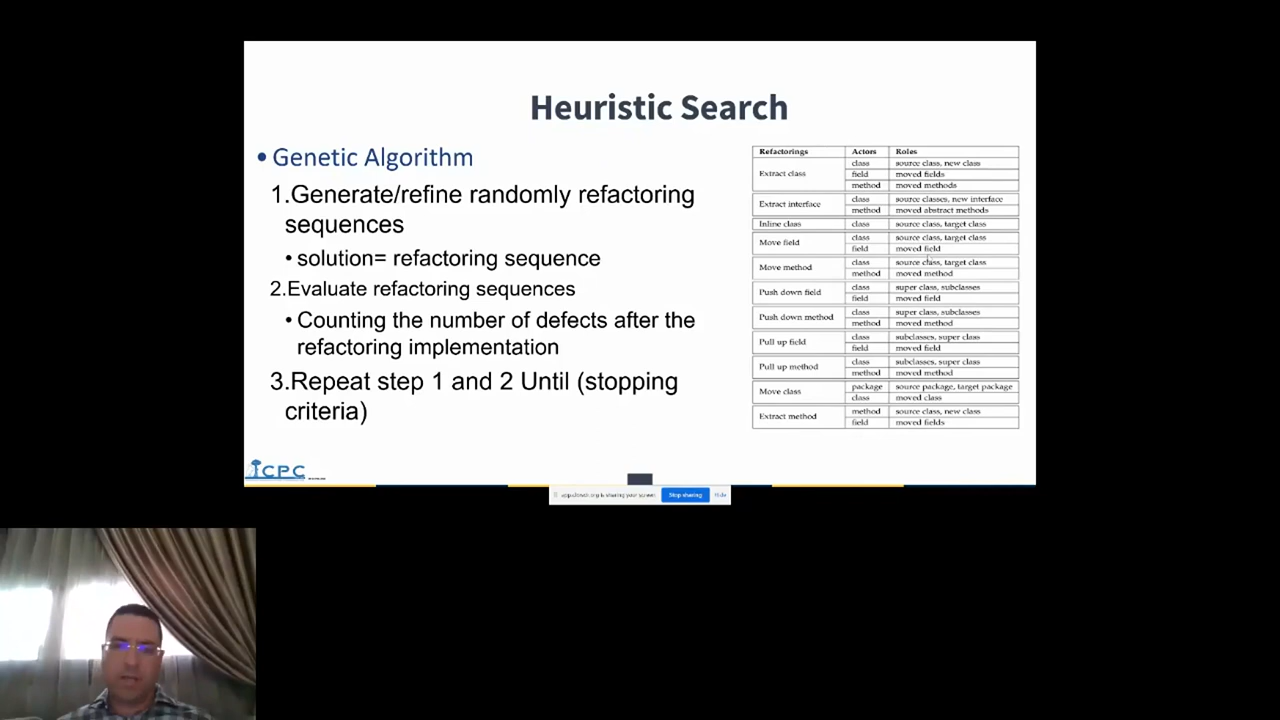 Heuristic Search
• Genetic Algorithm
1.Generate/refine randomly refactoring
sequences
• solution= refactoring sequence
2.Evaluate refactoring sequences
• Counting the number of defects after the
refactoring implementation
3.Repeat step 1 and 2 Until (stopping
criteria)
Refactorings Actors Roles
Extract class class source class, new class
field moved fields
method moved methods
Extract interface class source classes, new interface
method moved abstract methods
Inline class class source class, target class
Move field class source class, target class
field moved field
Move method class source class, target class
method moved method
Push down field class super class, subclasses
field moved field
Push down method class super class, subclasses
method moved method
Pull up field class subclasses, super class
field moved field
Pull up method class subclasses, super class
method moved method
Move class package source package, target package
class moved class
Extract method method source class, new class
field moved fields
ICPC
is sharing your screen Stop sharing Hide